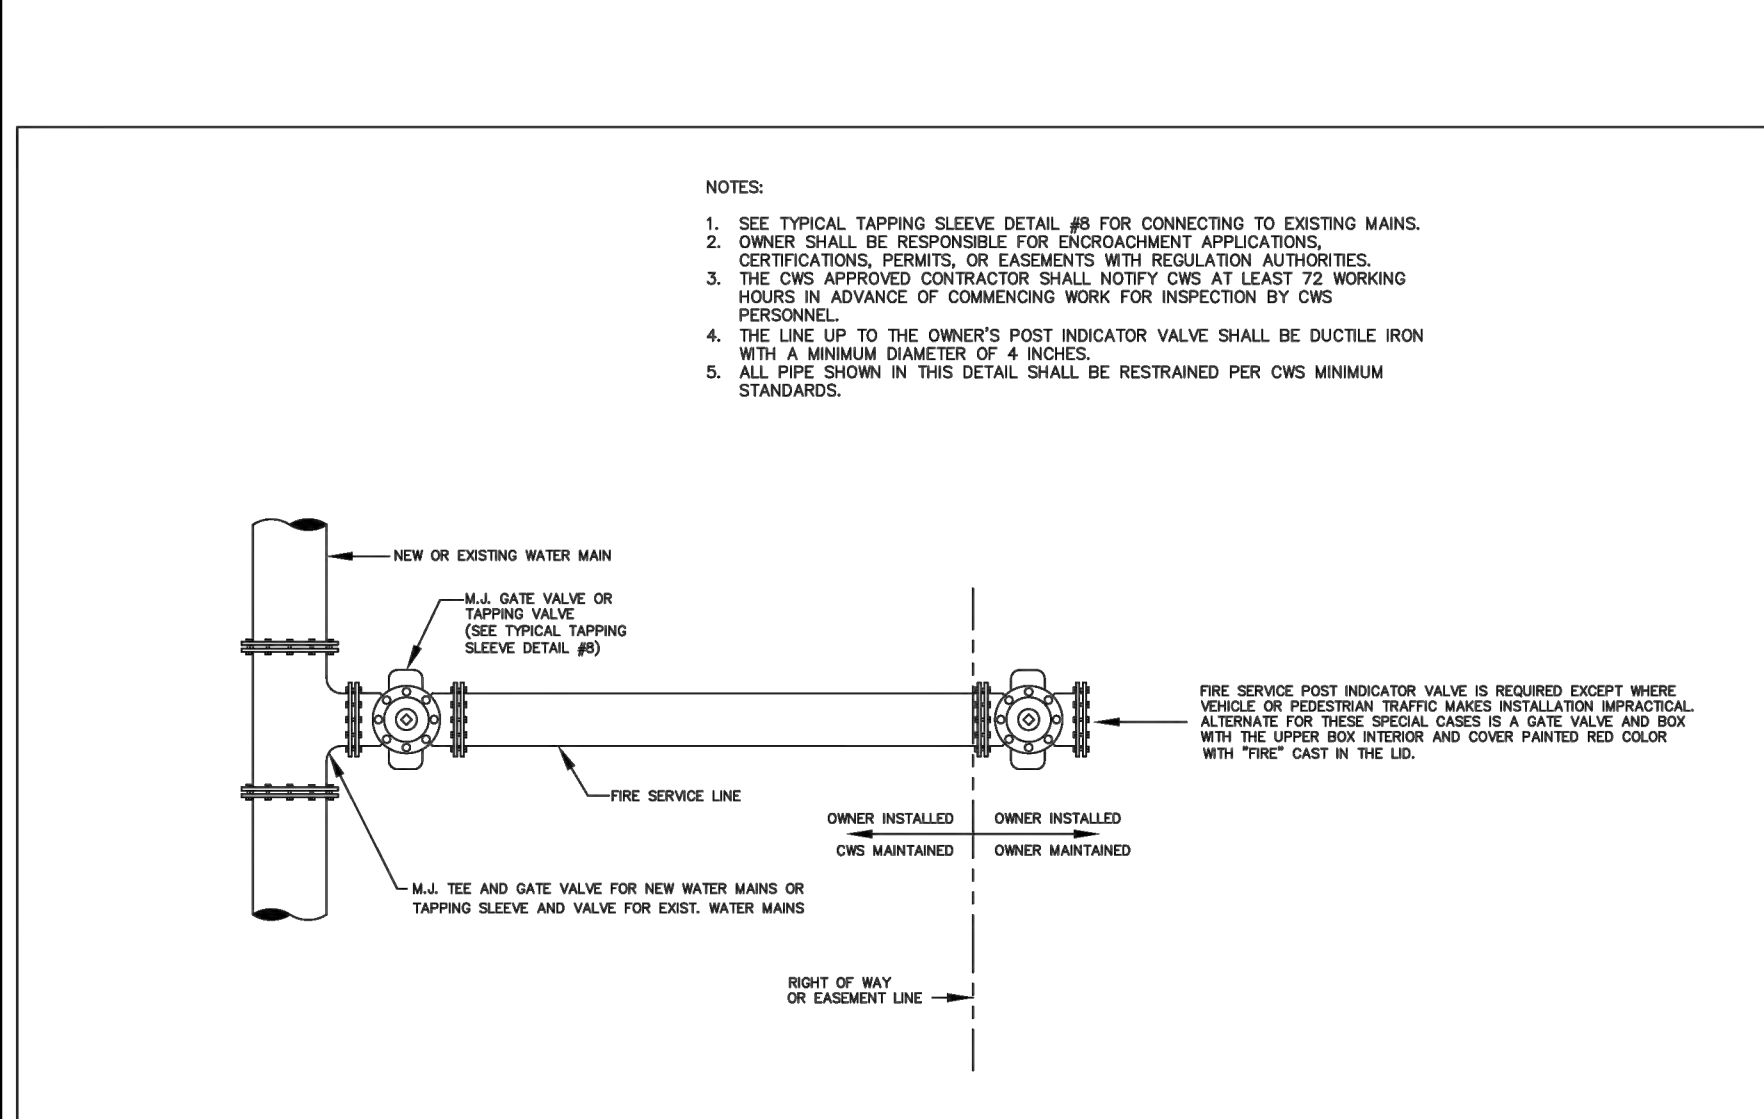 NOTES:
1. SEE TYPICAL TAPPING SLEEVE DETAIL #8 FOR CONNECTING TO EXISTING MAINS.
2. OWNER SHALL BE RESPONSIBLE FOR ENCROACHMENT APPLICATIONS,
CERTIFICATIONS, PERMITS, OR EASEMENTS WITH REGULATION AUTHORITIES.
3. THE CWS APPROVED CONTRACTOR SHALL NOTIFY CWS AT LEAST 72 WORKING
HOURS IN ADVANCE OF COMMENCING WORK FOR INSPECTION BY CWS
PERSONNEL.
4. THE LINE UP TO THE OWNER'S POST INDICATOR VALVE SHALL BE DUCTILE IRON
WITH A MINIMUM DIAMETER OF 4 INCHES.
5. ALL PIPE SHOWN IN THIS DETAIL SHALL BE RESTRAINED PER CWS MINIMUM
STANDARDS.
NEW OR EXISTING WATER MAIN
M.J. GATE VALVE OR
TAPPING VALVE
(SEE TYPICAL TAPPING
SLEEVE DETAIL #8)
FIRE SERVICE POST INDICATOR VALVE IS REQUIRED EXCEPT WHERE
VEHICLE OR PEDESTRIAN TRAFFIC MAKES INSTALLATION IMPRACTICAL.
ALTERNATE FOR THESE SPECIAL CASES IS A GATE VALVE AND BOX
WITH THE UPPER BOX INTERIOR AND COVER PAINTED RED COLOR
WITH "FIRE" CAST IN THE LID.
FIRE SERVICE LINE
OWNER INSTALLED
CWS MAINTAINED
OWNER INSTALLED
OWNER MAINTAINED
M.J. TEE AND GATE VALVE FOR NEW WATER MAINS OR
TAPPING SLEEVE AND VALVE FOR EXIST. WATER MAINS
RIGHT OF WAY
OR EASEMENT LINE